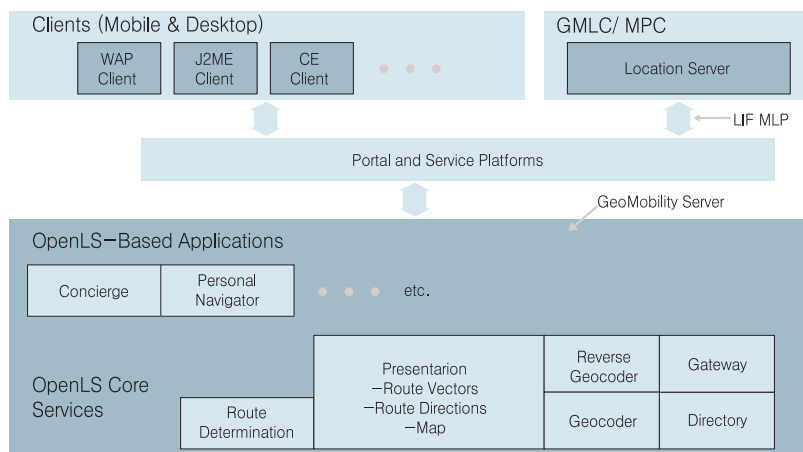 Clients (Mobile & Desktop)
WAP
Client
J2ME
Client
CE
Client
GMLC/ MPC
Location Server
LIF MLP
Portal and Service Platforms
GeoMobility Server
OpenLS-Based Applications
Concierge
Personal
Navigator
etc.
OpenLS Core
Services
Route
Determination
Presentarion
-Route Vectors
-Route Directions
-Map
Reverse
Geocoder
Gateway
Geocoder
Directory